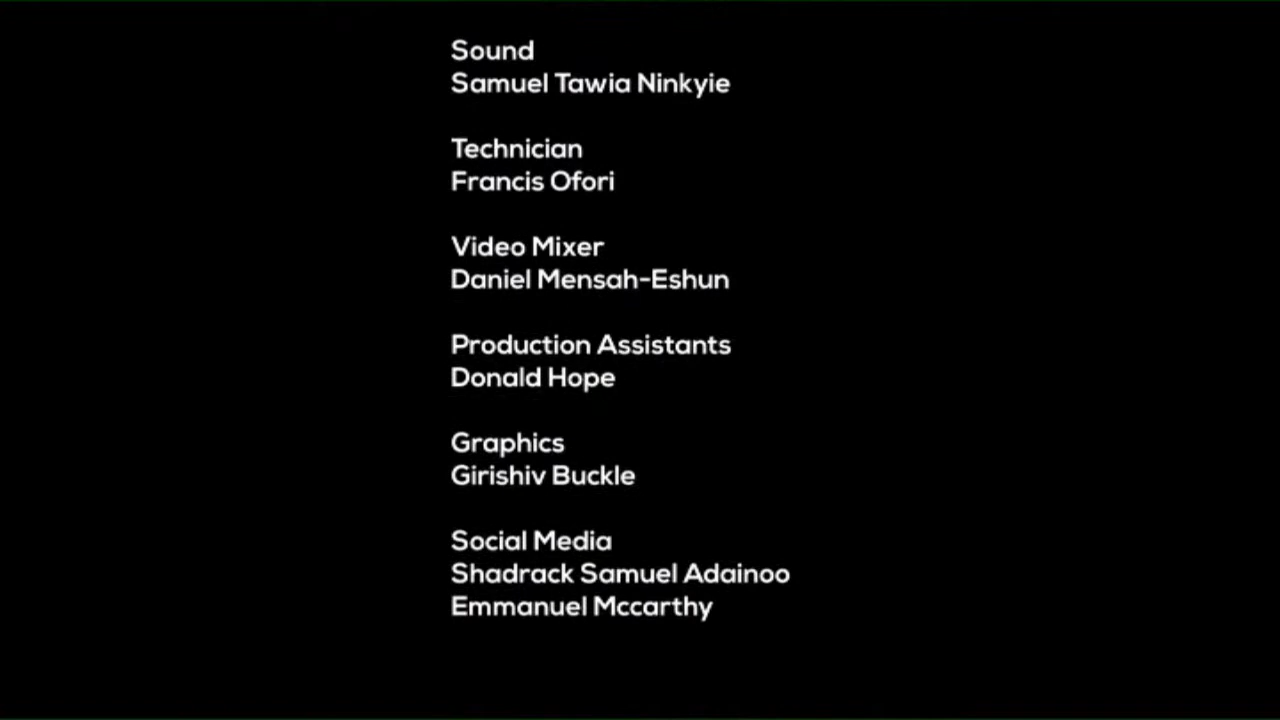 Sound
Samuel Tawia Ninkyie
Technician
Francis Ofori
Video Mixer
Daniel Mensah-Eshun
Production Assistants
Donald Hope
Graphics
Girishiv Buckle
Social Media
Shadrack Samuel Adainoo
Emmanuel Mccarthy